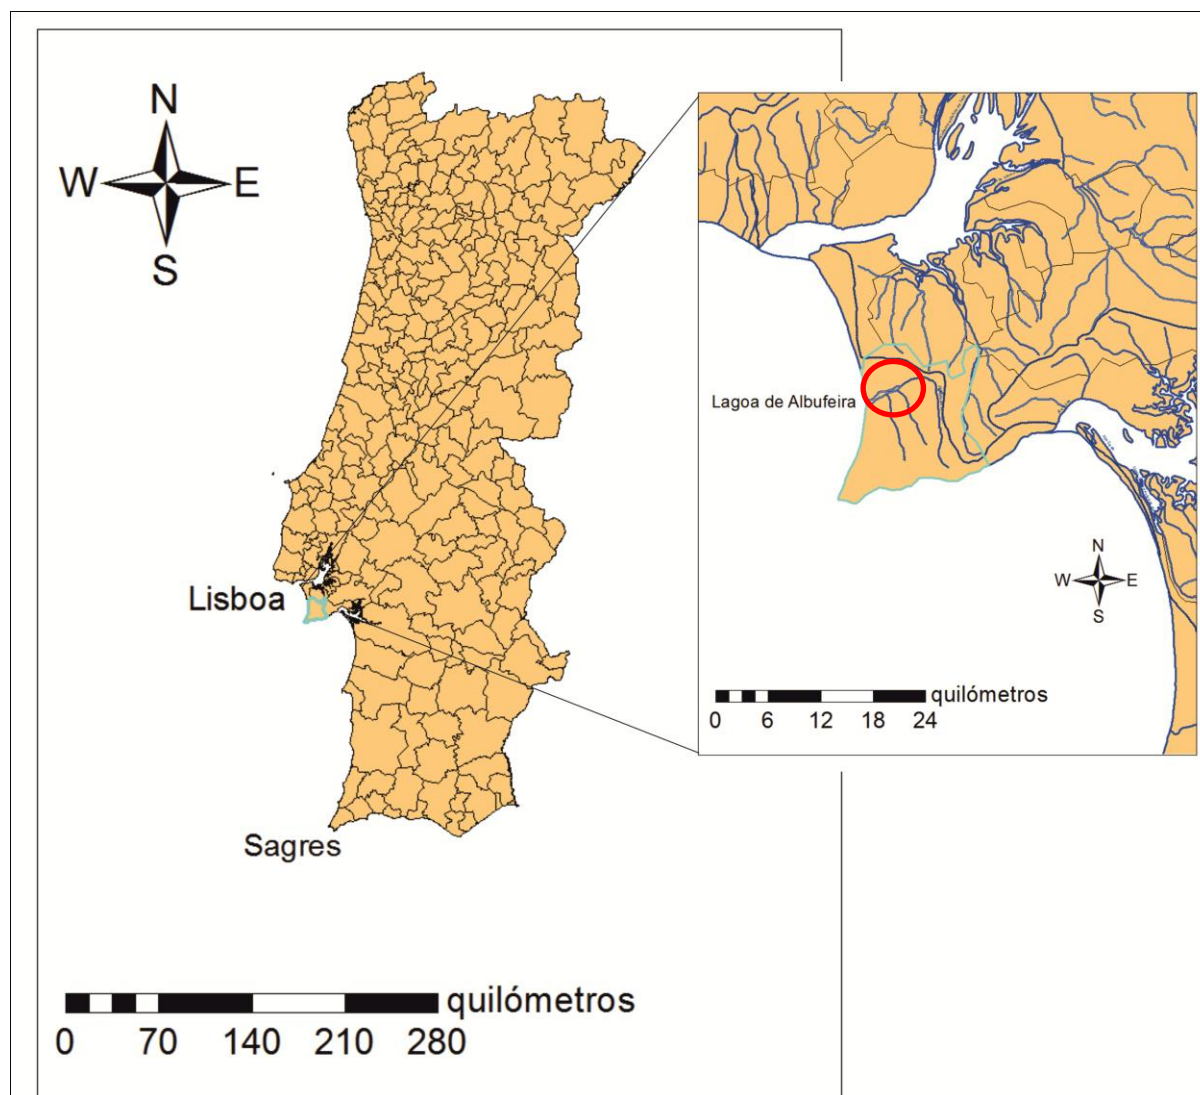 N
W E
S
Lisboa
Sagres
quilómetros
0 70 140 210 280
Lagoa de Albufeira
N
W E
S
quilómetros
0 6 12 18 24